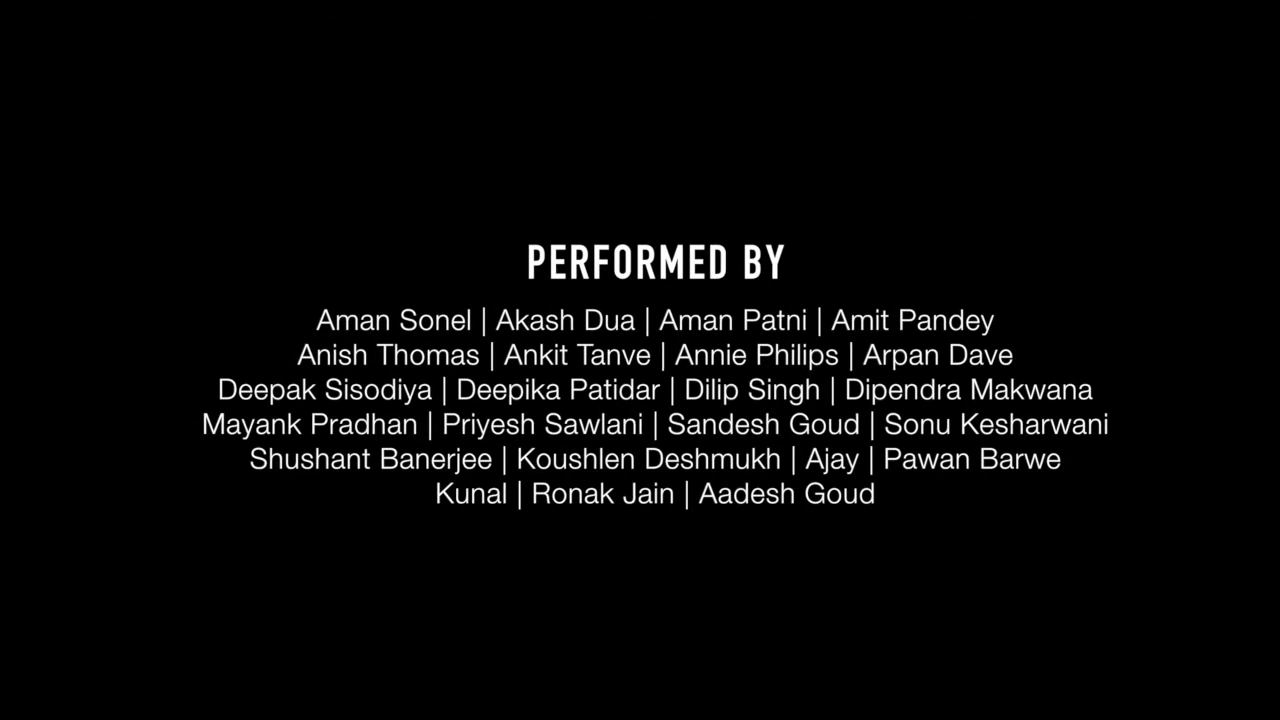 PERFORMED BY
Aman Sonel | Akash Dua | Aman Patni | Amit Pandey
Anish Thomas | Ankit Tanve | Annie Philips | Arpan Dave
Deepak Sisodiya | Deepika Patidar | Dilip Singh | Dipendra Makwana
Mayank Pradhan | Priyesh Sawlani | Sandesh Goud | Sonu Kesharwani
Shushant Banerjee | Koushlen Deshmukh | Ajay | Pawan Barwe
Kunal | Ronak Jain | Aadesh Goud